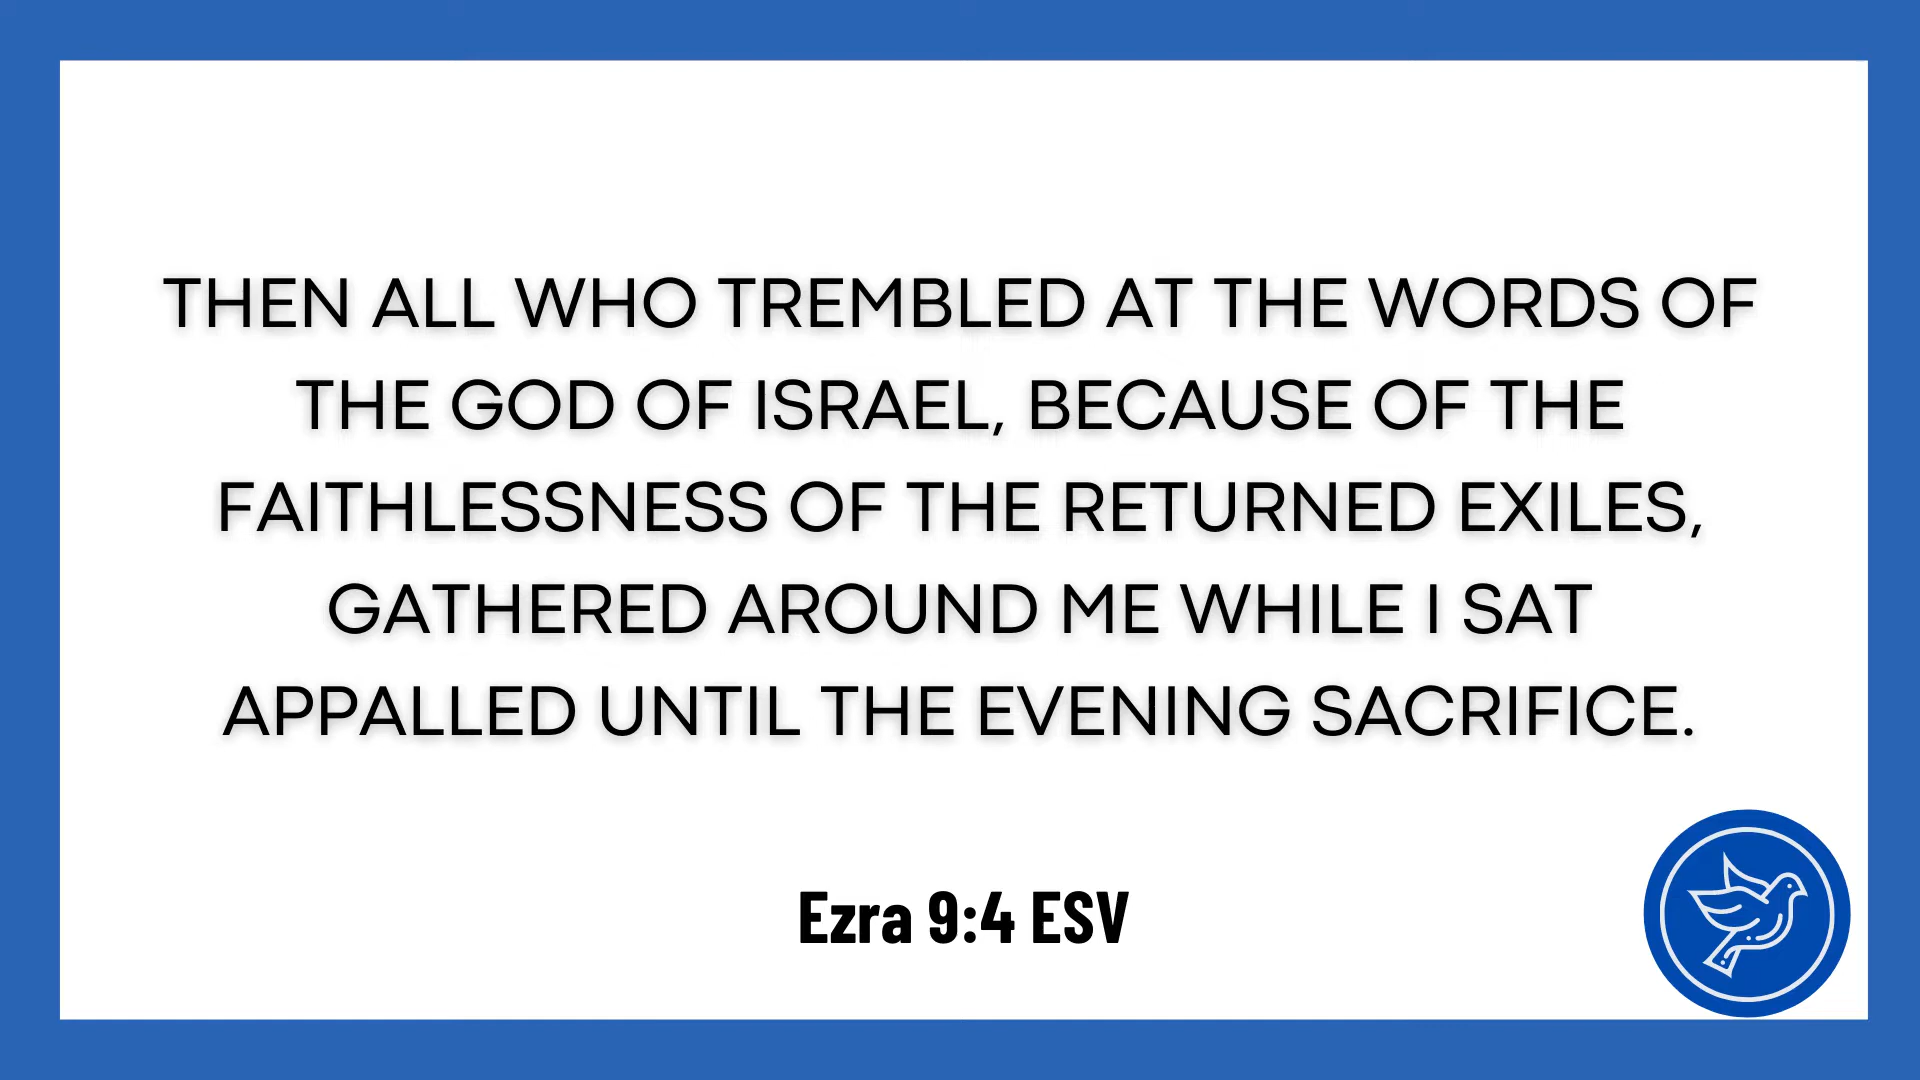 THEN ALL WHO TREMBLED AT THE WORDS OF
THE GOD OF ISRAEL, BECAUSE OF THE
FAITHLESSNESS OF THE RETURNED EXILES,
GATHERED AROUND ME WHILE I SAT
APPALLED UNTIL THE EVENING SACRIFICE.
Ezra 9:4 ESV